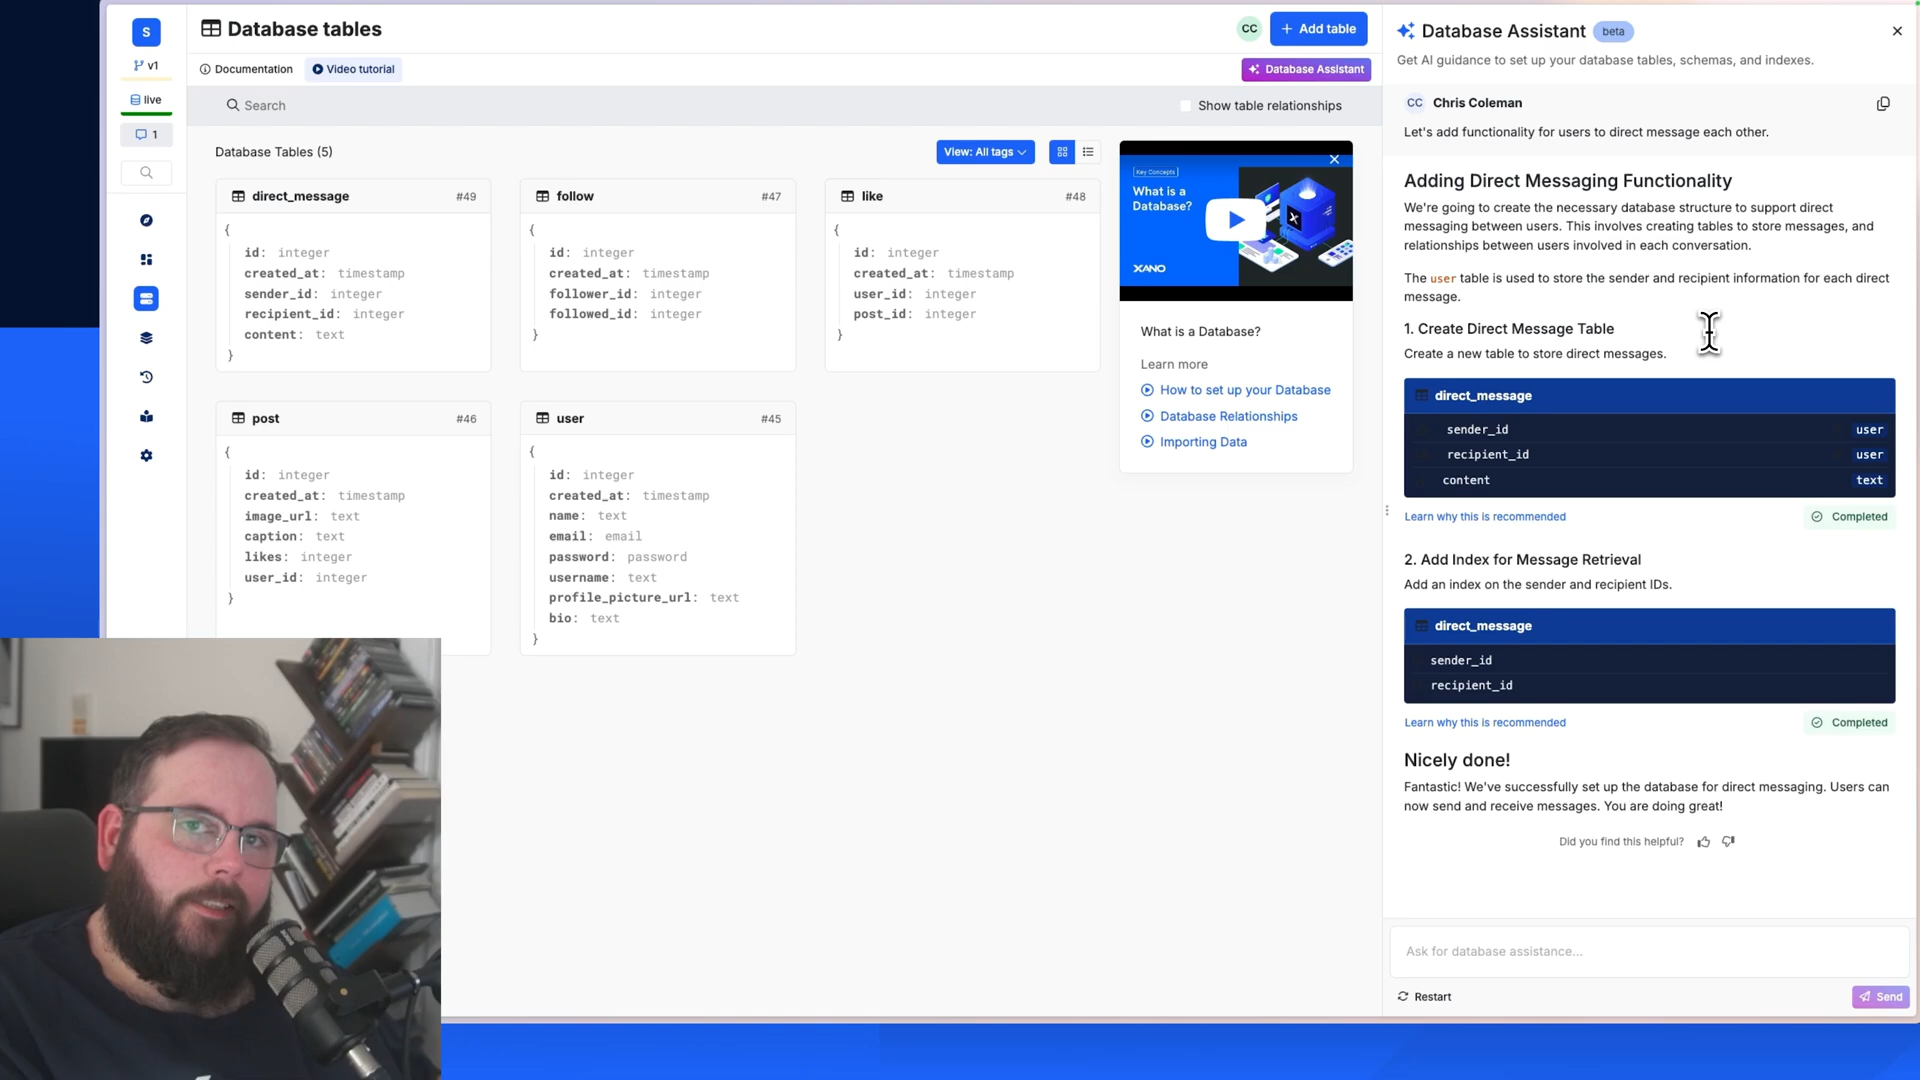 S
v1
live
1
Database tables
CC
+ Add table
Documentation
Video tutorial
Database Assistant
Search
Show table relationships
Database Tables (5)
View: All tags
direct_message #49
{
id: integer
created_at: timestamp
sender_id: integer
recipient_id: integer
content: text
}
follow #47
{
id: integer
created_at: timestamp
follower_id: integer
followed_id: integer
}
like #48
{
id: integer
created_at: timestamp
user_id: integer
post_id: integer
}
post #46
{
id: integer
created_at: timestamp
image_url: text
caption: text
likes: integer
user_id: integer
}
user #45
{
id: integer
created_at: timestamp
name: text
email: email
password: password
username: text
profile_picture_url: text
bio: text
}
Key Concepts
What is a
Database?
XANO
What is a Database?
Learn more
How to set up your Database
Database Relationships
Importing Data
Database Assistant beta
Get AI guidance to set up your database tables, schemas, and indexes.
CC Chris Coleman
Let's add functionality for users to direct message each other.
Adding Direct Messaging Functionality
We're going to create the necessary database structure to support direct
messaging between users. This involves creating tables to store messages, and
relationships between users involved in each conversation.
The user table is used to store the sender and recipient information for each direct
message.
1. Create Direct Message Table
Create a new table to store direct messages.
direct_message
sender_id user
recipient_id user
content text
Learn why this is recommended
Completed
2. Add Index for Message Retrieval
Add an index on the sender and recipient IDs.
direct_message
sender_id
recipient_id
Learn why this is recommended
Completed
Nicely done!
Fantastic! We've successfully set up the database for direct messaging. Users can
now send and receive messages. You are doing great!
Did you find this helpful?
Ask for database assistance...
Restart
Send